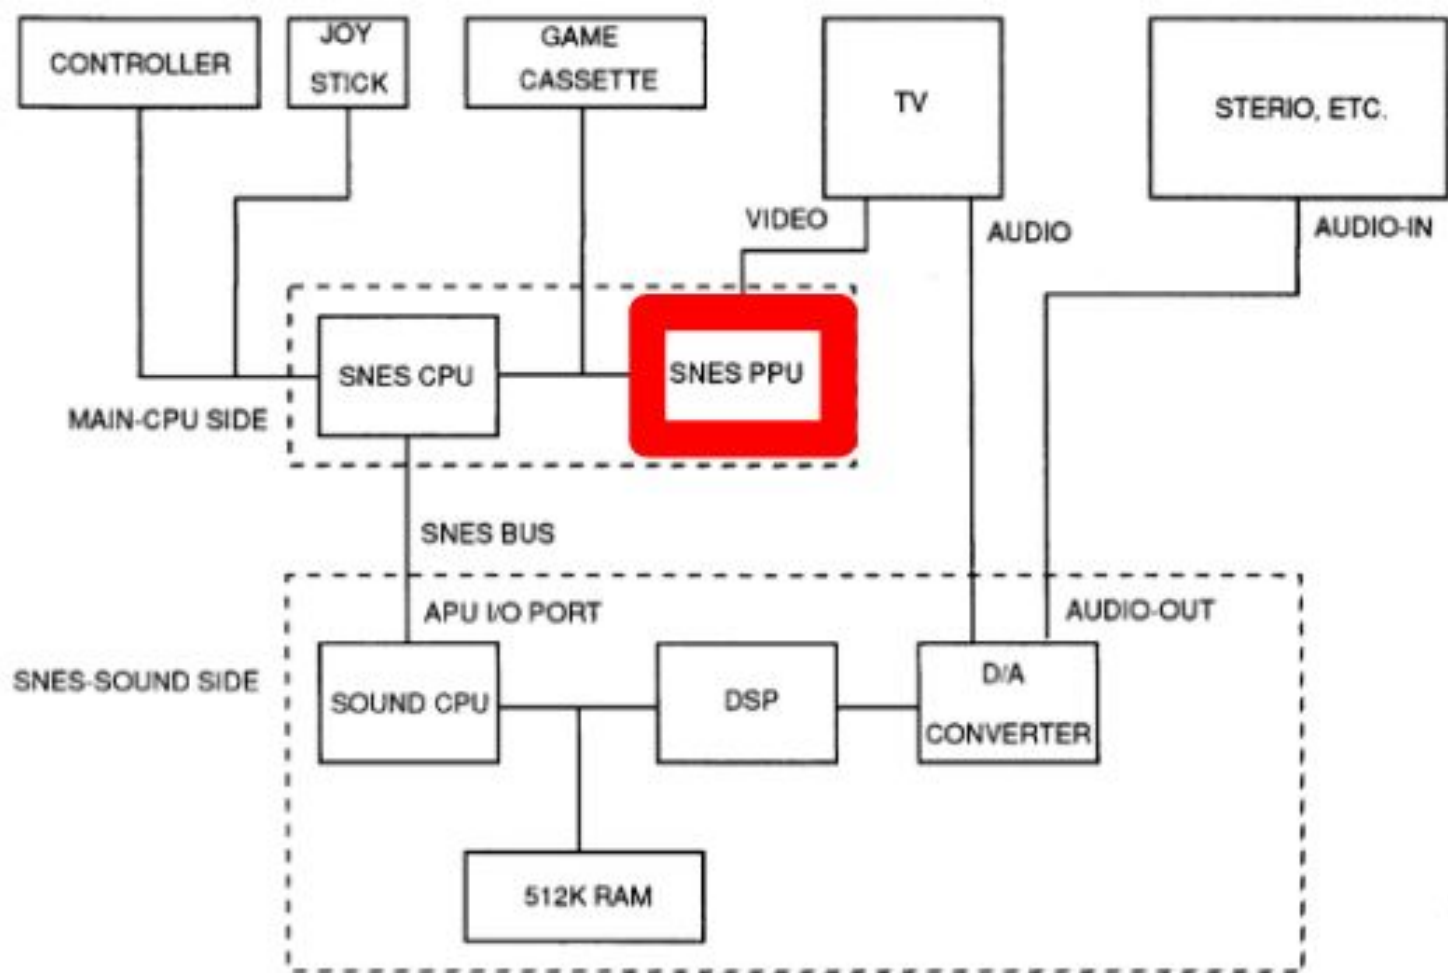 CONTROLLER
JOY
STICK
GAME
CASSETTE
TV
STERIO, ETC.
VIDEO
AUDIO
AUDIO-IN
SNES CPU
SNES PPU
MAIN-CPU SIDE
SNES BUS
APU I/O PORT
AUDIO-OUT
SNES-SOUND SIDE
SOUND CPU
DSP
D/A
CONVERTER
512K RAM